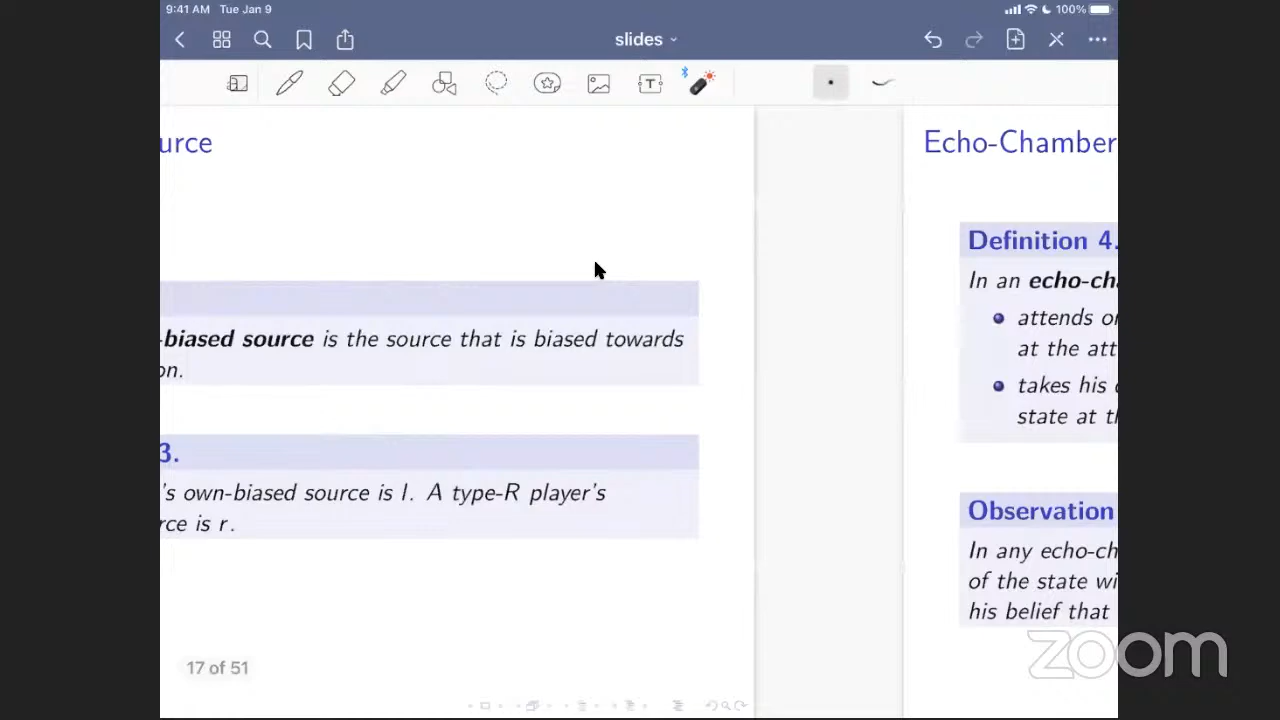 9:41 AM Tue Jan 9
100%
slides
T
urce
-biased source is the source that is biased towards
on.
3.
's own-biased source is l. A type-R player's
rce is r.
17 of 51
Echo-Chamber
Definition 4.
In an echo-ch
attends o
at the att
takes his
state at t
Observation
In any echo-ch
of the state wi
his belief that
zoom